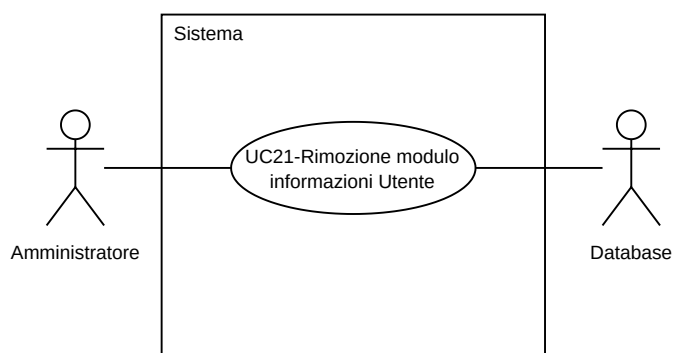 Sistema
UC21-Rimozione modulo
informazioni Utente
Amministratore
Database